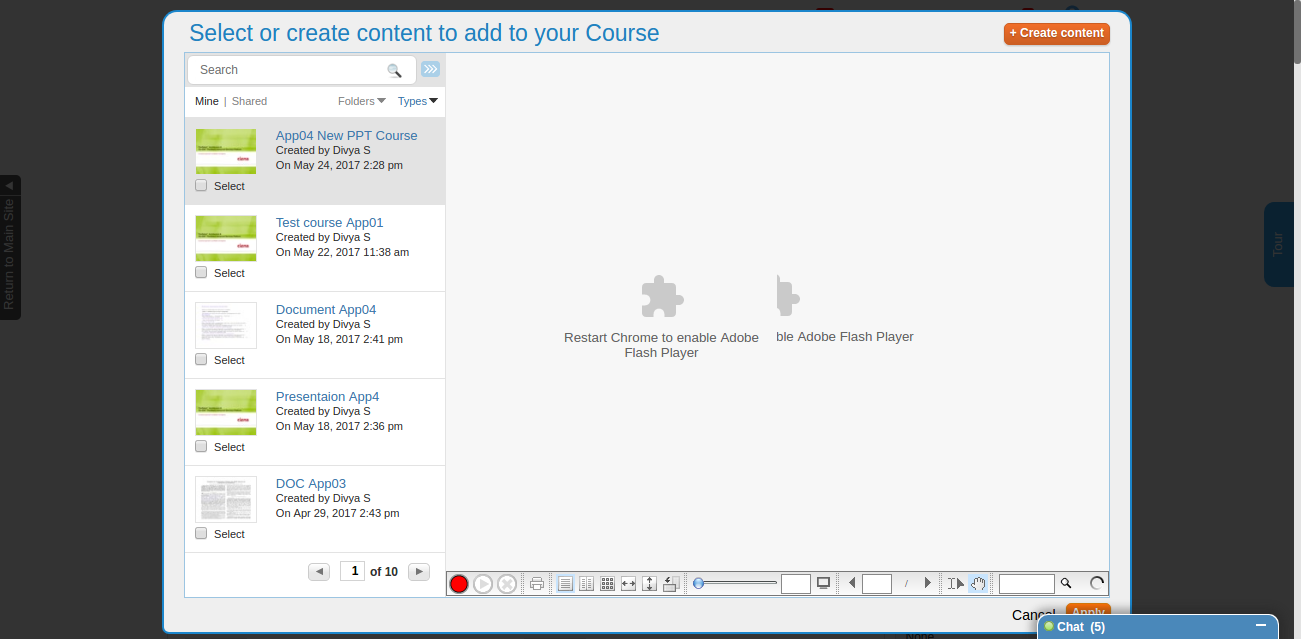 Select or create content to add to your Course
+ Create content
Search
Mine | Shared
Folders
Types
App04 New PPT Course
Created by Divya S
On May 24, 2017 2:28 pm
Select
Test course App01
Created by Divya S
On May 22, 2017 11:38 am
Select
Document App04
Created by Divya S
On May 18, 2017 2:41 pm
Select
Presentaion App4
Created by Divya S
On May 18, 2017 2:36 pm
Select
DOC App03
Created by Divya S
On Apr 29, 2017 2:43 pm
Select
1 of 10
Restart Chrome to enable Adobe
Flash Player
ble Adobe Flash Player
/
Cancel
Apply
Chat (5)
None
Return to Main Site
Tour